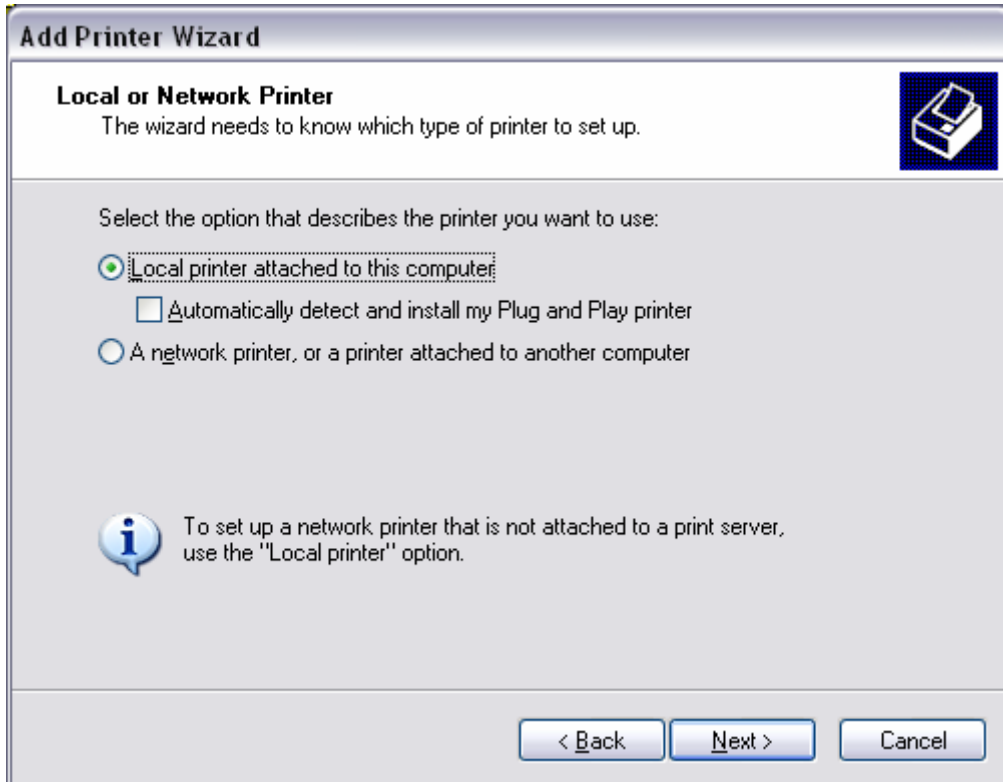 Add Printer Wizard
Local or Network Printer
The wizard needs to know which type of printer to set up.
Select the option that describes the printer you want to use:
Local printer attached to this computer
Automatically detect and install my Plug and Play printer
A network printer, or a printer attached to another computer
To set up a network printer that is not attached to a print server,
use the "Local printer" option.
< Back
Next >
Cancel